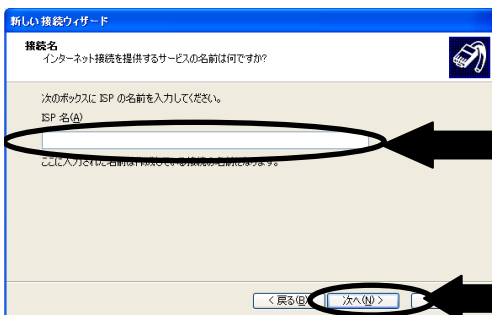 新しい接続ウィザード
接続名
インターネット接続を提供するサービスの名前は何ですか?
次のボックスに ISP の名前を入力してください。
ISP 名(A)
ここに入力された名前は作成している接続の名前になります。
< 戻る(B)
次へ(N) >